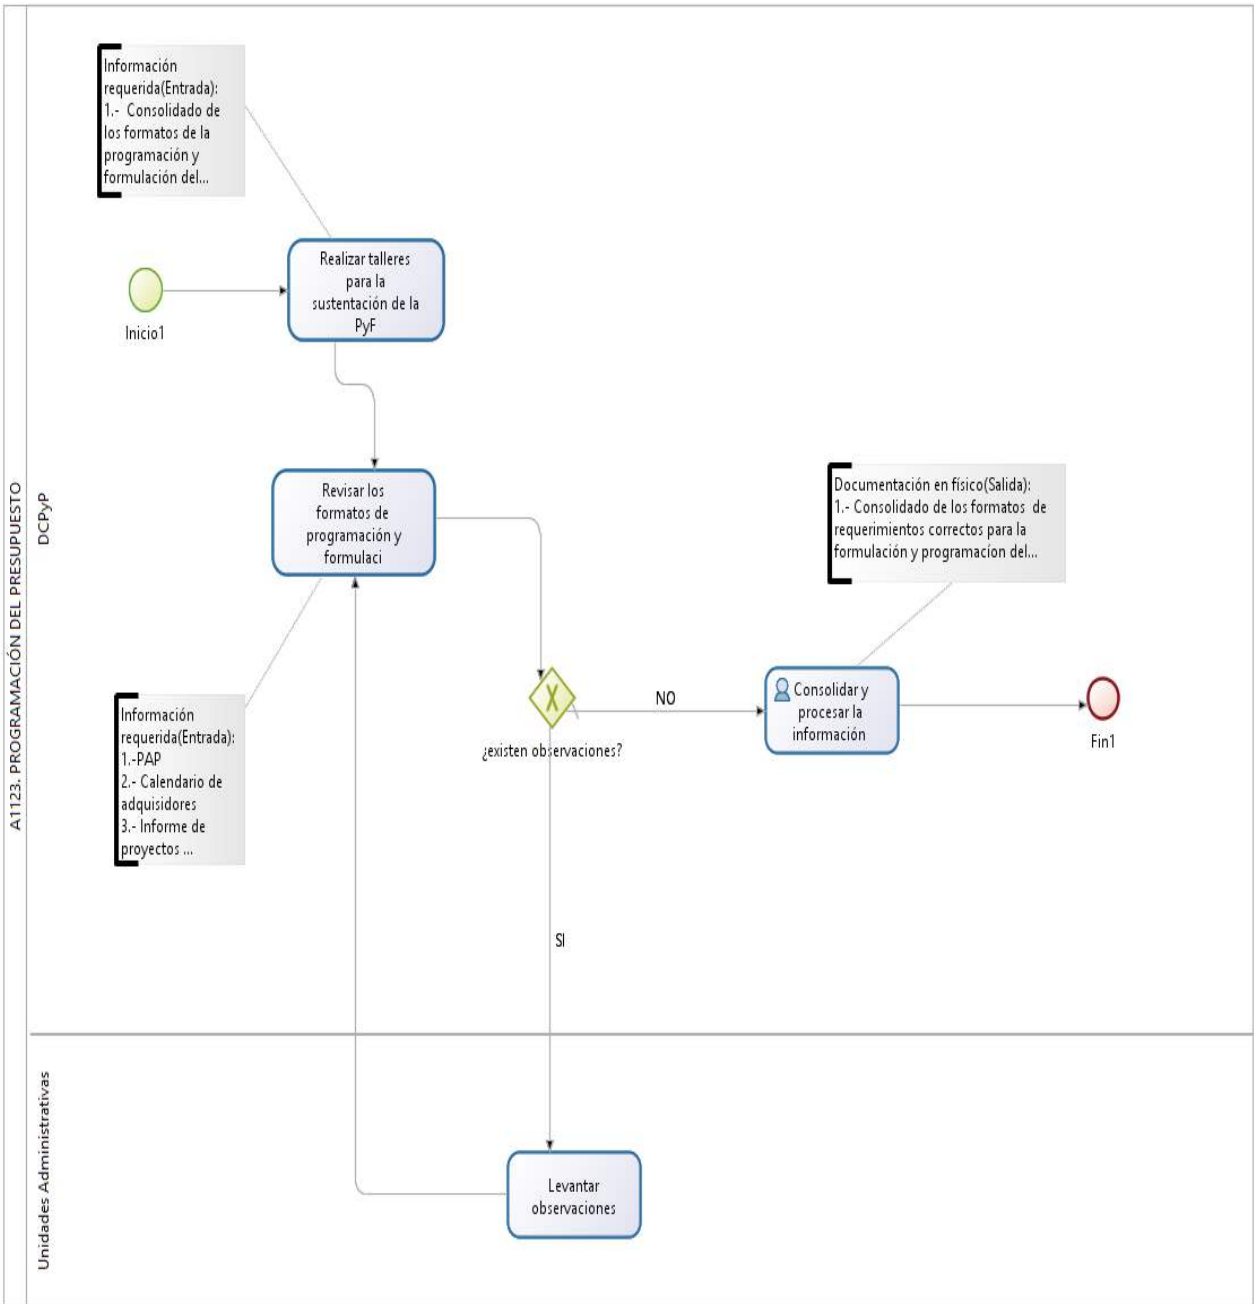 A1123. PROGRAMACIÓN DEL PRESUPUESTO
DCPyP
Información
requerida(Entrada):
1.-  Consolidado de
los formatos de la
programación y
formulación del...
Inicio1
Realizar talleres
para la
sustentación de la
PyF
Revisar los
formatos de
programación y
formulaci
Información
requerida(Entrada):
1.-PAP
2.- Calendario de
adquisidores
3.- Informe de
proyectos ...
¿existen observaciones?
NO
SI
Documentación en físico(Salida):
1.- Consolidado de los formatos  de
requerimientos correctos para la
formulación y programacíon del...
Consolidar y
procesar la
información
Fin1
Unidades Administrativas
Levantar
observaciones